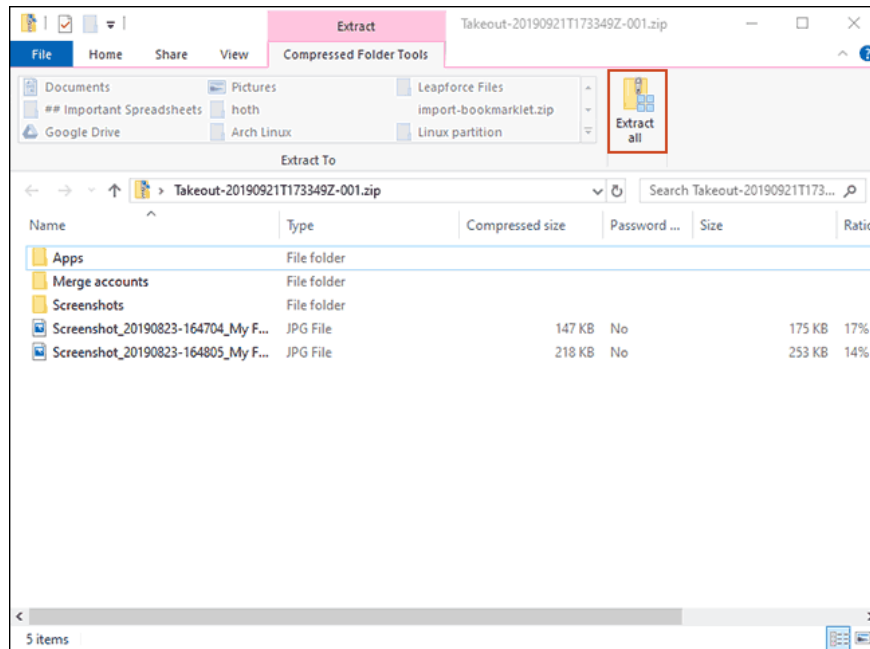 Extract Takeout-20190921T173349Z-001.zip
File Home Share View Compressed Folder Tools
Documents Pictures Leapforce Files
## Important Spreadsheets hoth import-bookmarklet.zip
Google Drive Arch Linux Linux partition
Extract all
Extract To
Takeout-20190921T173349Z-001.zip Search Takeout-20190921T173...
Name Type Compressed size Password ... Size Ratio
Apps File folder
Merge accounts File folder
Screenshots File folder
Screenshot_20190823-164704_My F... JPG File 147 KB No 175 KB 17%
Screenshot_20190823-164805_My F... JPG File 218 KB No 253 KB 14%
5 items